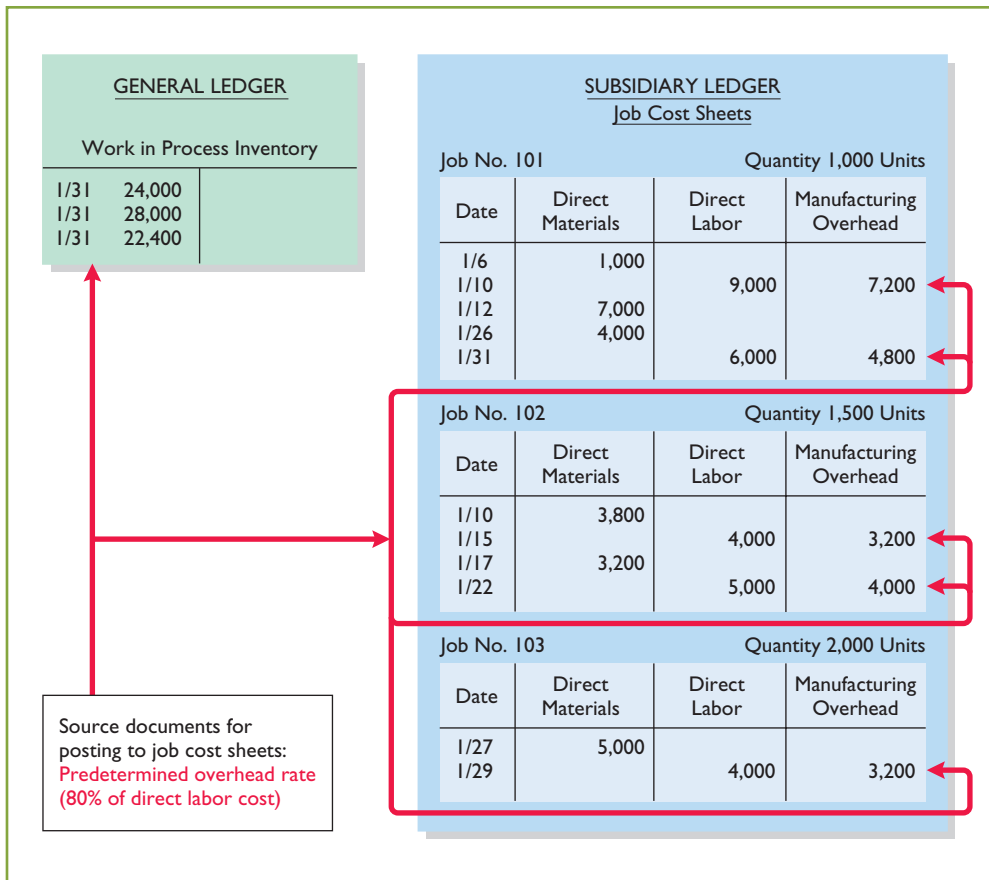 GENERAL LEDGER
Work in Process Inventory
1/31 24,000
1/31 28,000
1/31 22,400
SUBSIDIARY LEDGER
Job Cost Sheets
Job No. 101 Quantity 1,000 Units
Date Direct Materials Direct Labor Manufacturing Overhead
1/6 1,000
1/10 9,000 7,200
1/12 7,000
1/26 4,000
1/31 6,000 4,800
Job No. 102 Quantity 1,500 Units
Date Direct Materials Direct Labor Manufacturing Overhead
1/10 3,800
1/15 4,000 3,200
1/17 3,200
1/22 5,000 4,000
Job No. 103 Quantity 2,000 Units
Date Direct Materials Direct Labor Manufacturing Overhead
1/27 5,000
1/29 4,000 3,200
Source documents for
posting to job cost sheets:
Predetermined overhead rate
(80% of direct labor cost)